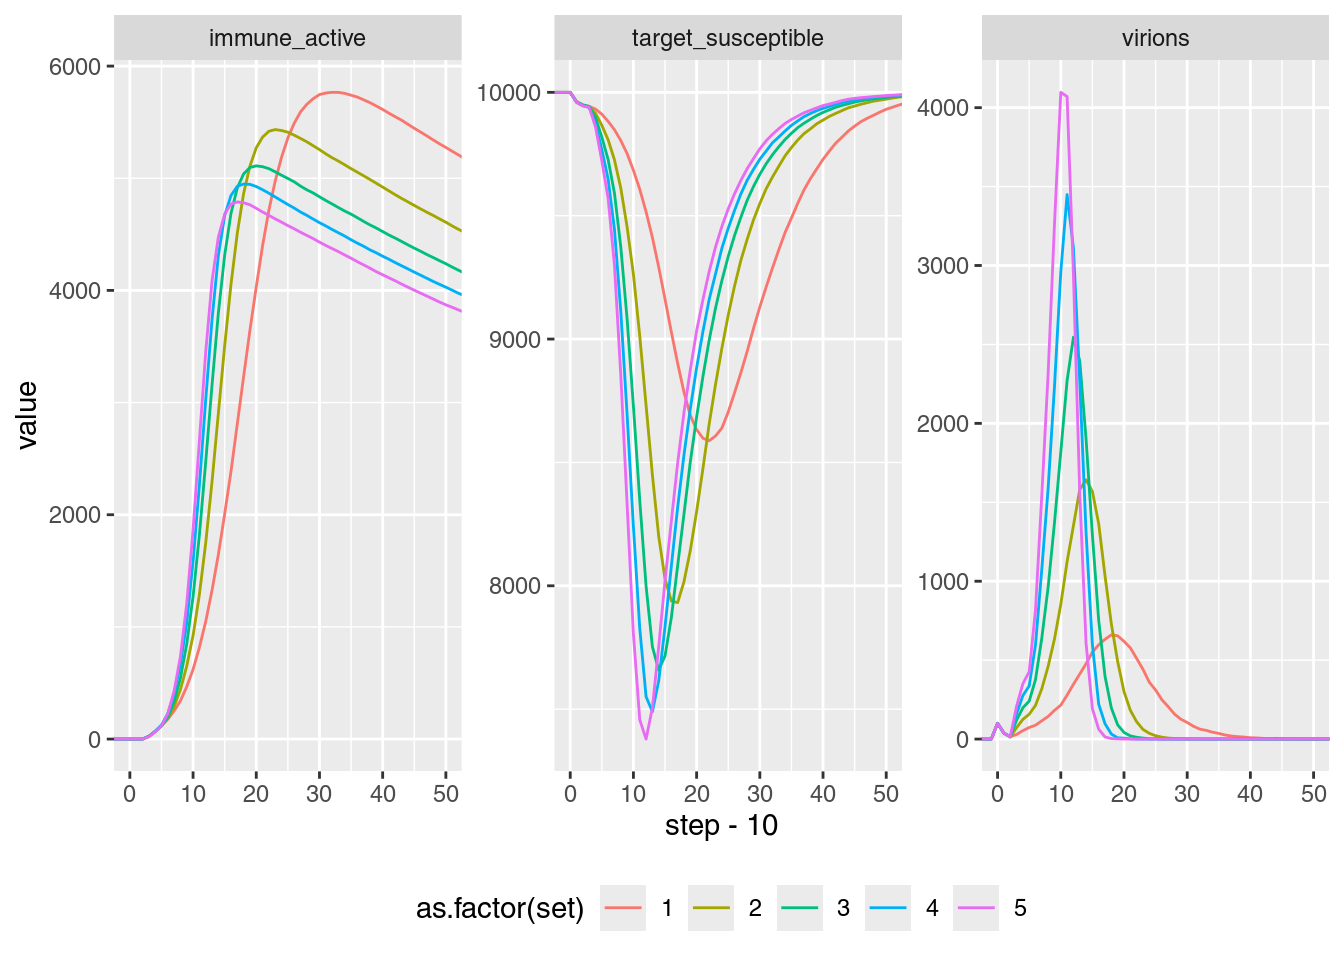 immune_active target_susceptible virions
value
6000
4000
2000
0
10000
9000
8000
4000
3000
2000
1000
0
0 10 20 30 40 50 0 10 20 30 40 50 0 10 20 30 40 50
step - 10
as.factor(set) 1 2 3 4 5